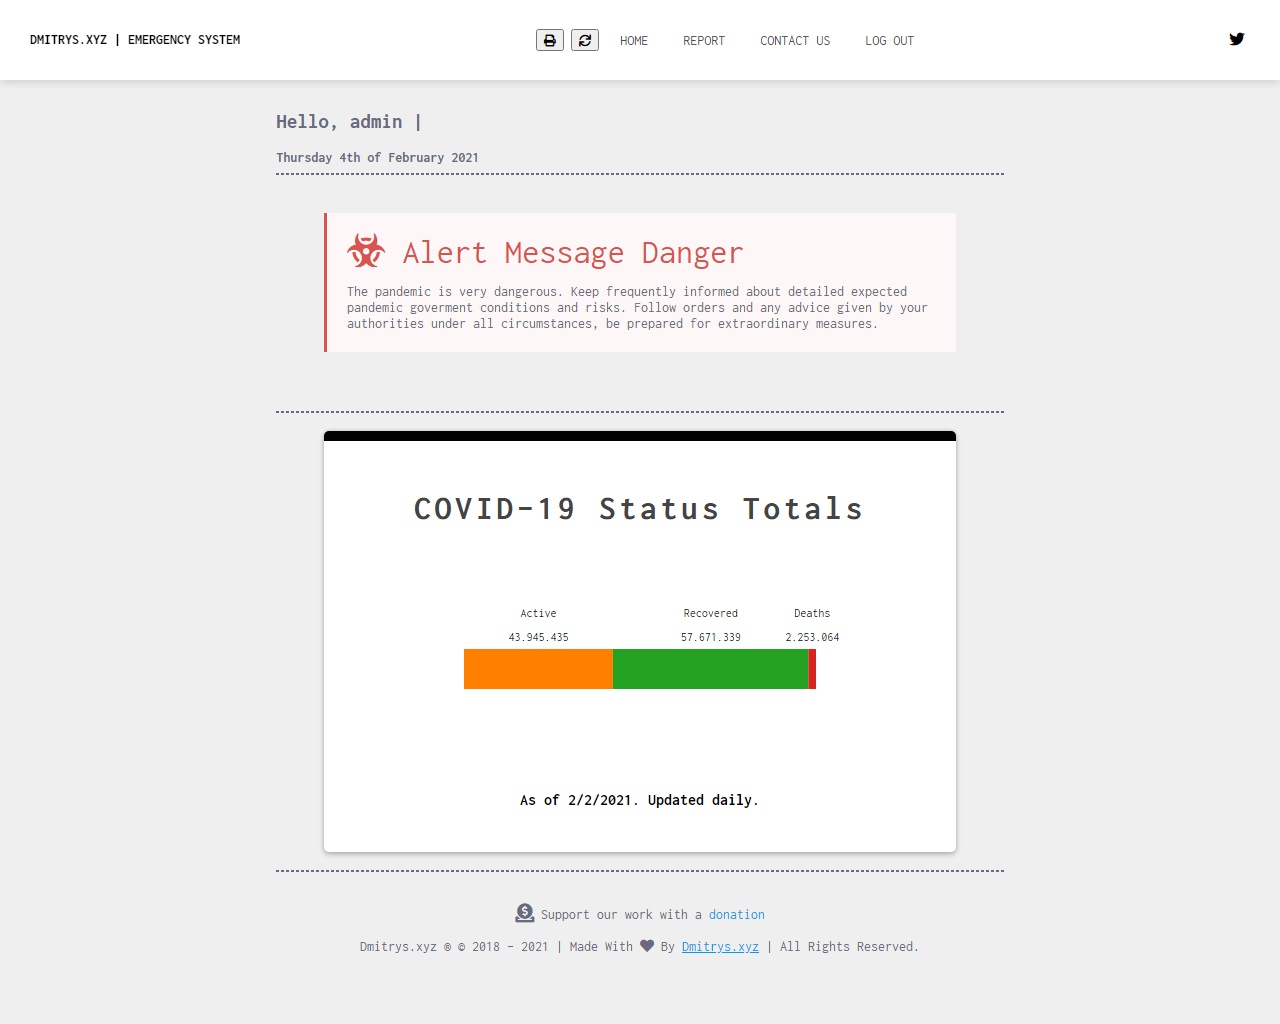 DMITRYS.XYZ | EMERGENCY SYSTEM
HOME
REPORT
CONTACT US
LOG OUT
Hello, admin |
Thursday 4th of February 2021
Alert Message Danger
The pandemic is very dangerous. Keep frequently informed about detailed expected
pandemic goverment conditions and risks. Follow orders and any advice given by your
authorities under all circumstances, be prepared for extraordinary measures.
COVID-19 Status Totals
Active
Recovered
Deaths
43.945.435
57.671.339
2.253.064
As of 2/2/2021. Updated daily.
Support our work with a donation
Dmitrys.xyz ® © 2018 - 2021 | Made With ♥ By Dmitrys.xyz | All Rights Reserved.